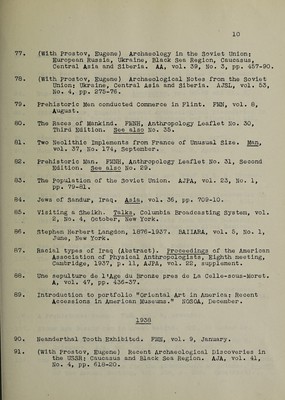 10
77. (With Prostov, Eugene) Archaeology in the Soviet Union;
European Russia, Ukraine, Black Sea Region, Caucasus,
Central Asia and Siberia. AA, vol. 39, No. 3, pp. 457-90.
78. (With Prostov, Eugene) Archaeological Notes from the Soviet
Union; Ukraine, Central Asia and Siberia. AJSL, vol. 53,
No. 4, pp. 275-76.
79. Prehistoric Men conducted Commerce in Flint. FMN, vol. 8,
August.
80. The Races of Mankind. FMNH, Anthropology Leaflet No. 30,
Third Edition. See also No. 35.
81. Two Neolithic Implements from France of Unusual Size. Man,
vol. 37, No. 174, September.
82. Prehistoric Man. FMNH, Anthropology Leaflet No. 31, Second
Edition. See also No. 29.
83. The Population of the Soviet Union. AJPA, vol. 23, No. 1,
pp. 79-81.
84. Jews of Sandur, Iraq. Asia, vol. 36, pp. 709-10.
85. Visiting a Sheikh. Talks, Columbia Broadcasting System, vol.
2, No. 4, October, New York.
86. Stephen Herbert Langdon, 1876-1937. BAIIARA, vol. 5, No. 1,
June, New York.
87. Racial types of Iraq (Abstract). Proceedings of the American
Association of Physical Anthropologists, Eighth meeting,
Cambridge, 1937, p. 11, AJPA, vol. 22, supplement.
88. Une sepulture de l'Age du Bronze pres de La Colle-sous-Moret.
A, vol. 47, pp. 436-37.
89. Introduction to portfolio "Oriental Art in America; Recent
Accessions in American Museums." NOSOA, December.
1938
90. Neanderthal Tooth Exhibited. FMN, vol. 9, January.
91. (With Prostov, Eugene) Recent Archaeological Discoveries in
the USSR: Caucasus and Black Sea Region. AJA, vol. 41,
No. 4, pp. 618-20.